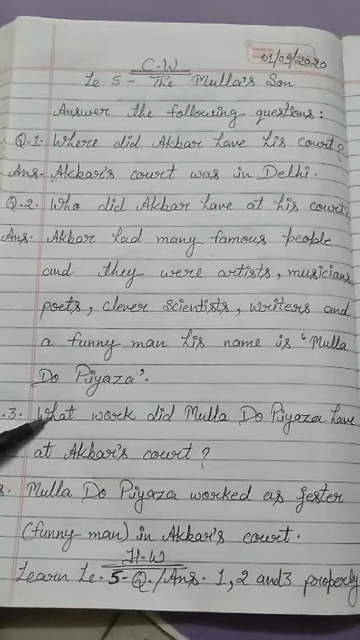 C.W
01/09/2020
Le. 5 - The Mulla's Son
Answer the following questions:
Q.1. Where did Akbar have his court?
Ans. Akbar's court was in Delhi.
Q.2. Who did Akbar have at his court?
Ans. Akbar had many famous people
and they were artists, musicians,
poets, clever scientists, writers and
a funny man his name is "Mulla
Do Piyaza".
.3. What work did Mulla Do Piyaza have
at Akbar's court?
s. Mulla Do Piyaza worked as jester
(funny man) in Akbar's court.
H.W
Learn Le. 5- Q./Ans. 1, 2 and 3 properly